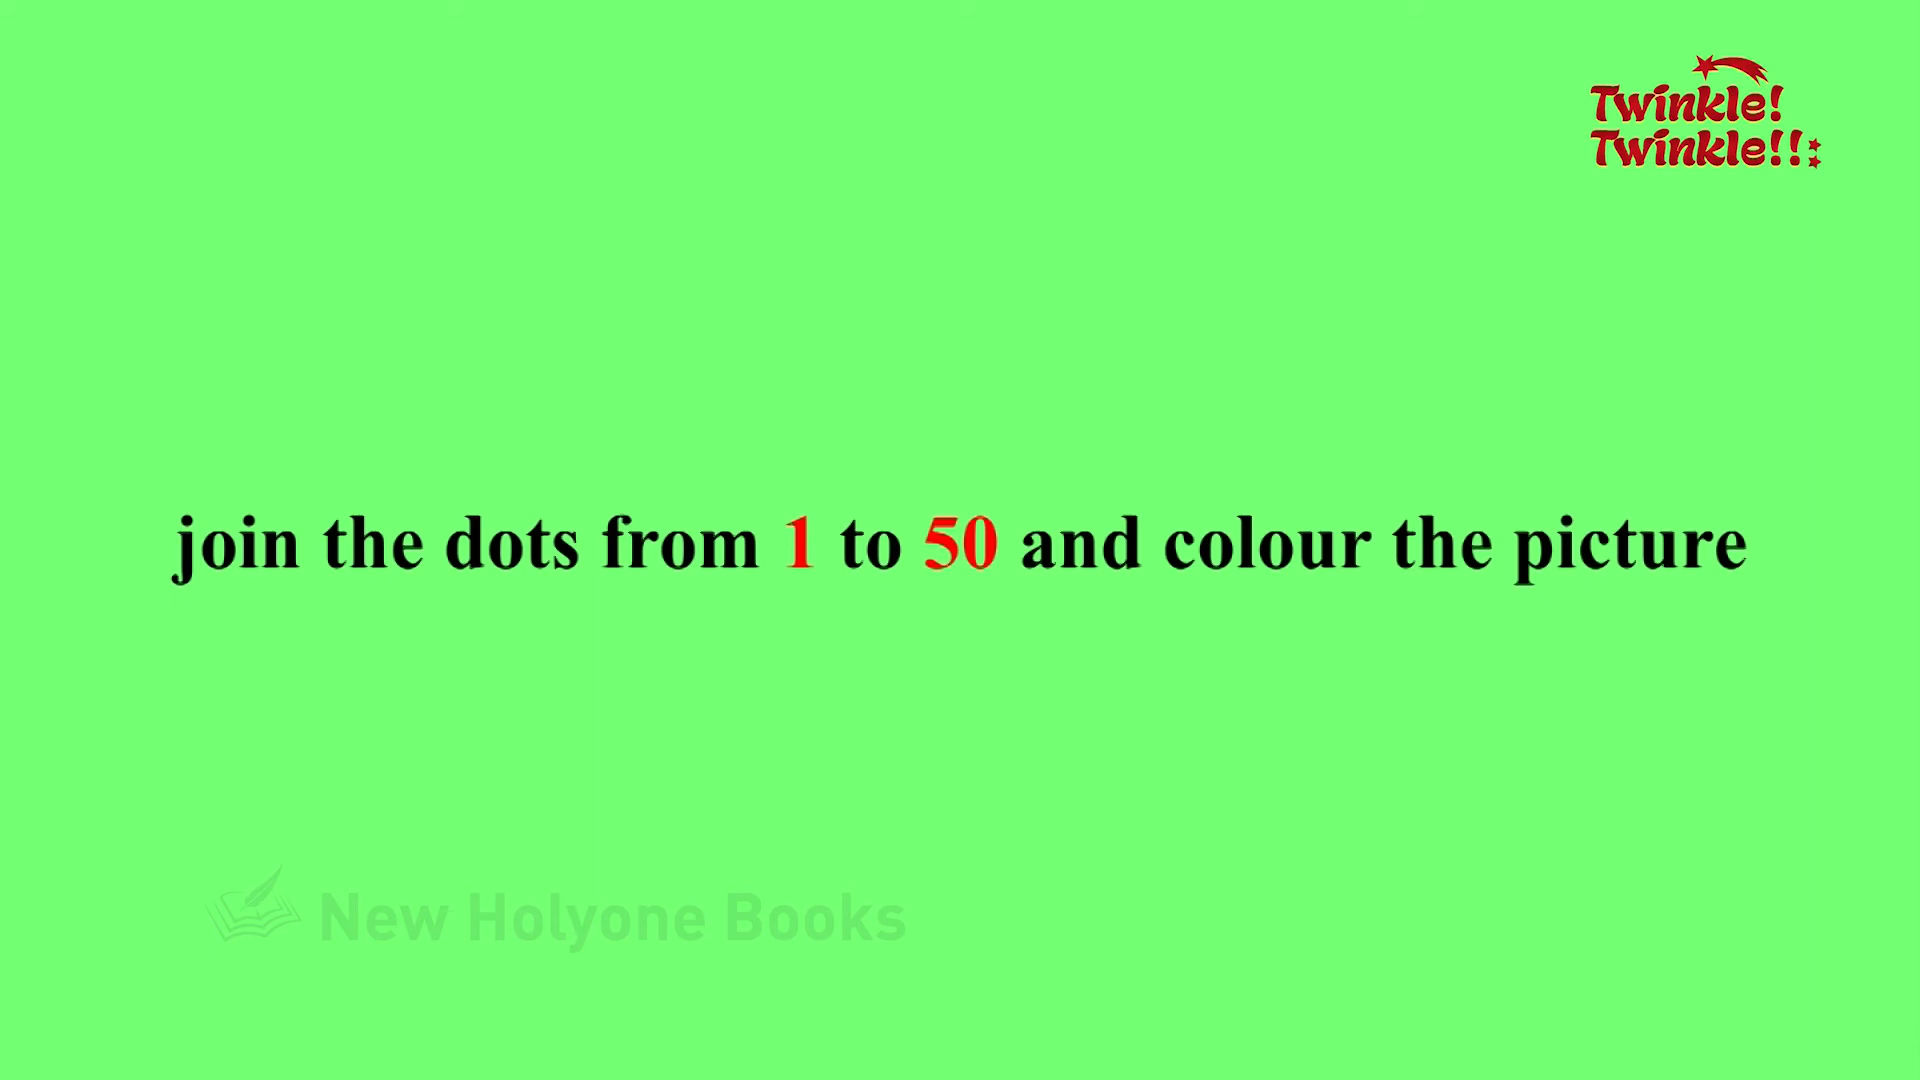 Twinkle!
Twinkle!!
join the dots from 1 to 50 and colour the picture
New Holyone Books